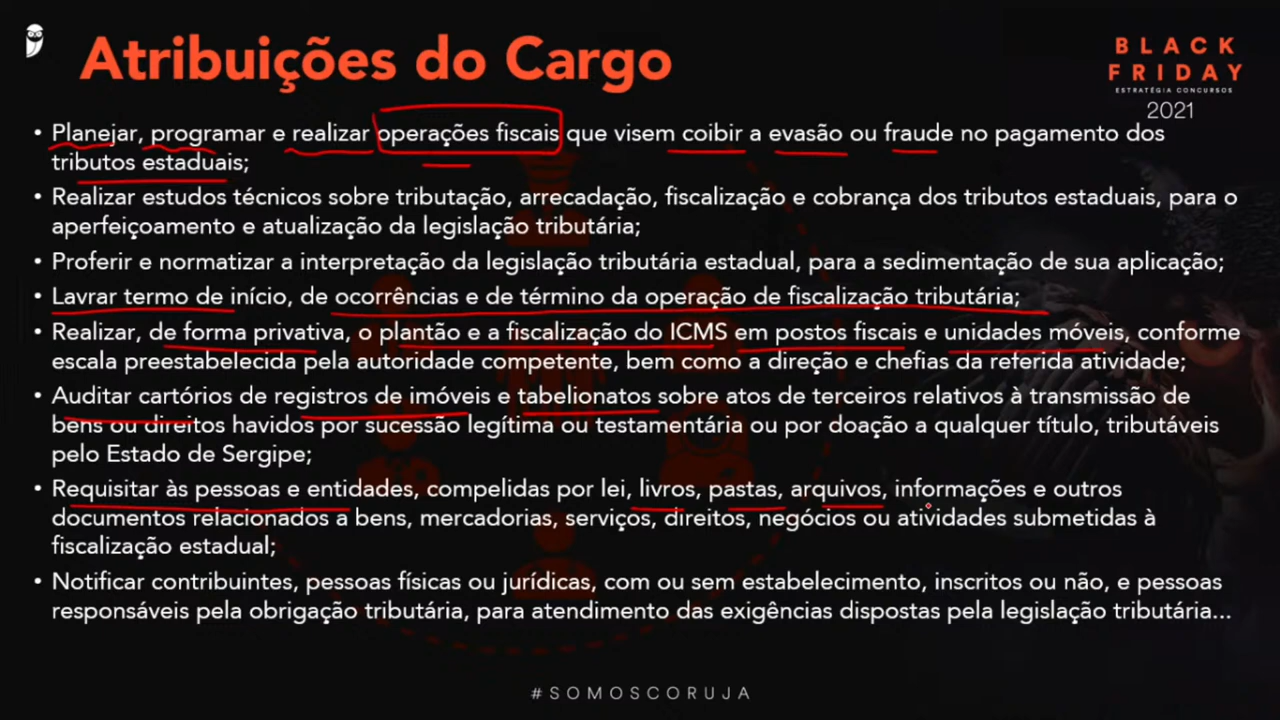 Atribuições do Cargo
BLACK
FRIDAY
ESTRATÉGIA CONCURSOS
2021
• Planejar, programar e realizar operações fiscais que visem coibir a evasão ou fraude no pagamento dos
tributos estaduais;
• Realizar estudos técnicos sobre tributação, arrecadação, fiscalização e cobrança dos tributos estaduais, para o
aperfeiçoamento e atualização da legislação tributária;
• Proferir e normatizar a interpretação da legislação tributária estadual, para a sedimentação de sua aplicação;
• Lavrar termo de início, de ocorrências e de término da operação de fiscalização tributária;
• Realizar, de forma privativa, o plantão e a fiscalização do ICMS em postos fiscais e unidades móveis, conforme
escala preestabelecida pela autoridade competente, bem como a direção e chefias da referida atividade;
• Auditar cartórios de registros de imóveis e tabelionatos sobre atos de terceiros relativos à transmissão de
bens ou direitos havidos por sucessão legítima ou testamentária ou por doação a qualquer título, tributáveis
pelo Estado de Sergipe;
• Requisitar às pessoas e entidades, compelidas por lei, livros, pastas, arquivos, informações e outros
documentos relacionados a bens, mercadorias, serviços, direitos, negócios ou atividades submetidas à
fiscalização estadual;
• Notificar contribuintes, pessoas físicas ou jurídicas, com ou sem estabelecimento, inscritos ou não, e pessoas
responsáveis pela obrigação tributária, para atendimento das exigências dispostas pela legislação tributária...
#SOMOSCORUJA